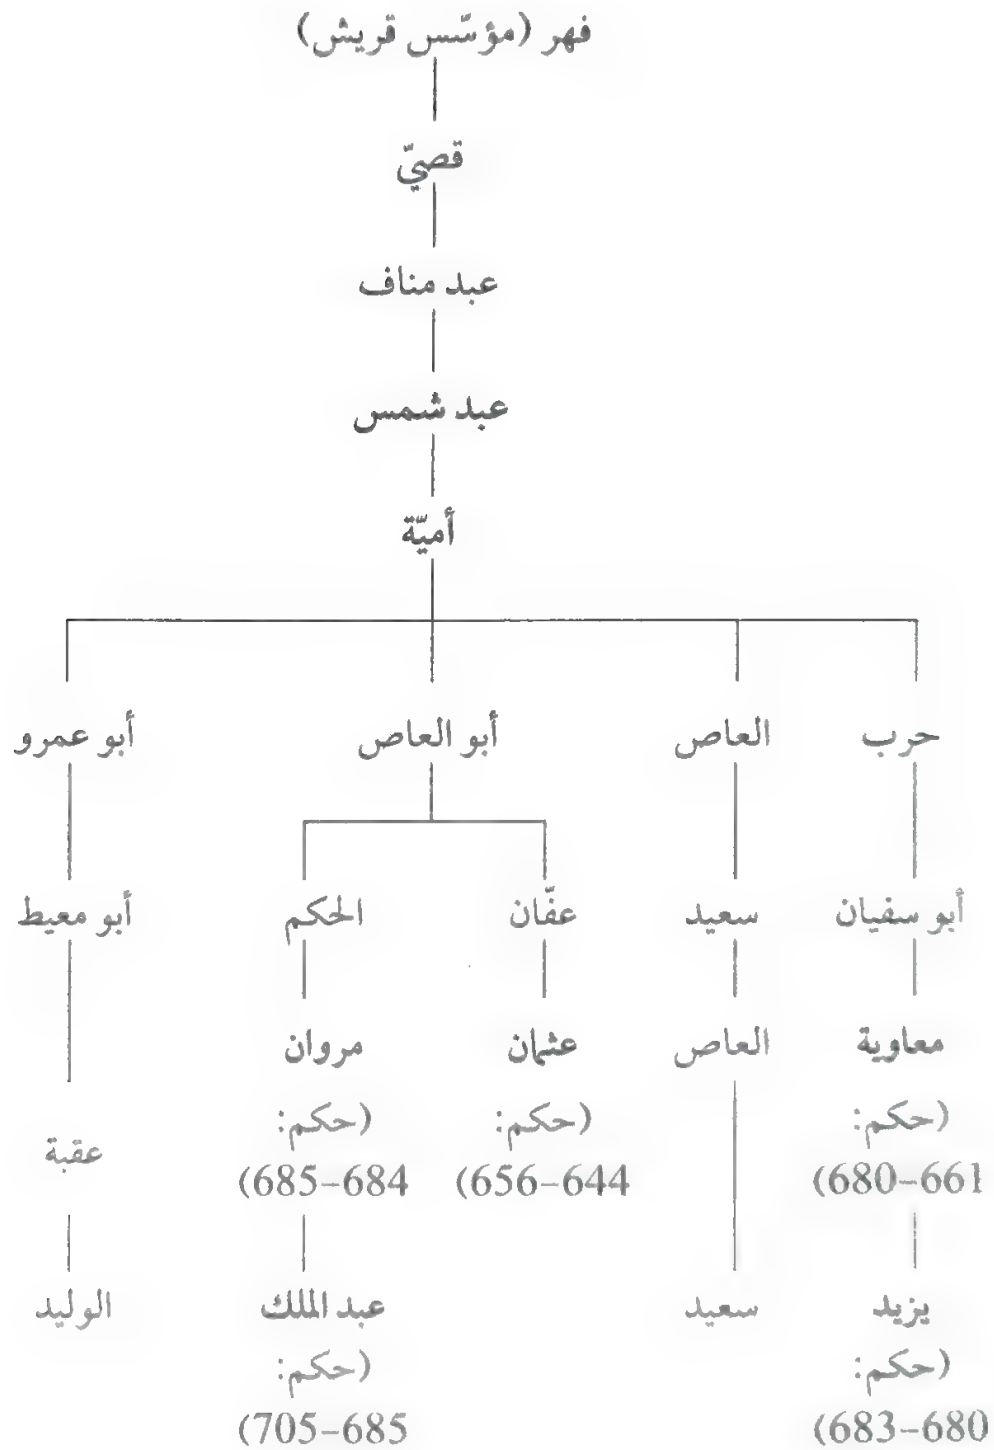 فهر (مؤسّس قريش)
قصيّ
عبد مناف
عبد شمس
أميّة
حرب
العاص
أبو العاص
أبو عمرو
أبو سفيان
سعيد
عفّان
الحكم
أبو معيط
معاوية
(حكم:
661–680)
العاص
عثمان
(حكم:
644–656)
مروان
(حكم:
684–685)
عقبة
يزيد
(حكم:
680–683)
سعيد
عبد الملك
(حكم:
685–705)
الوليد